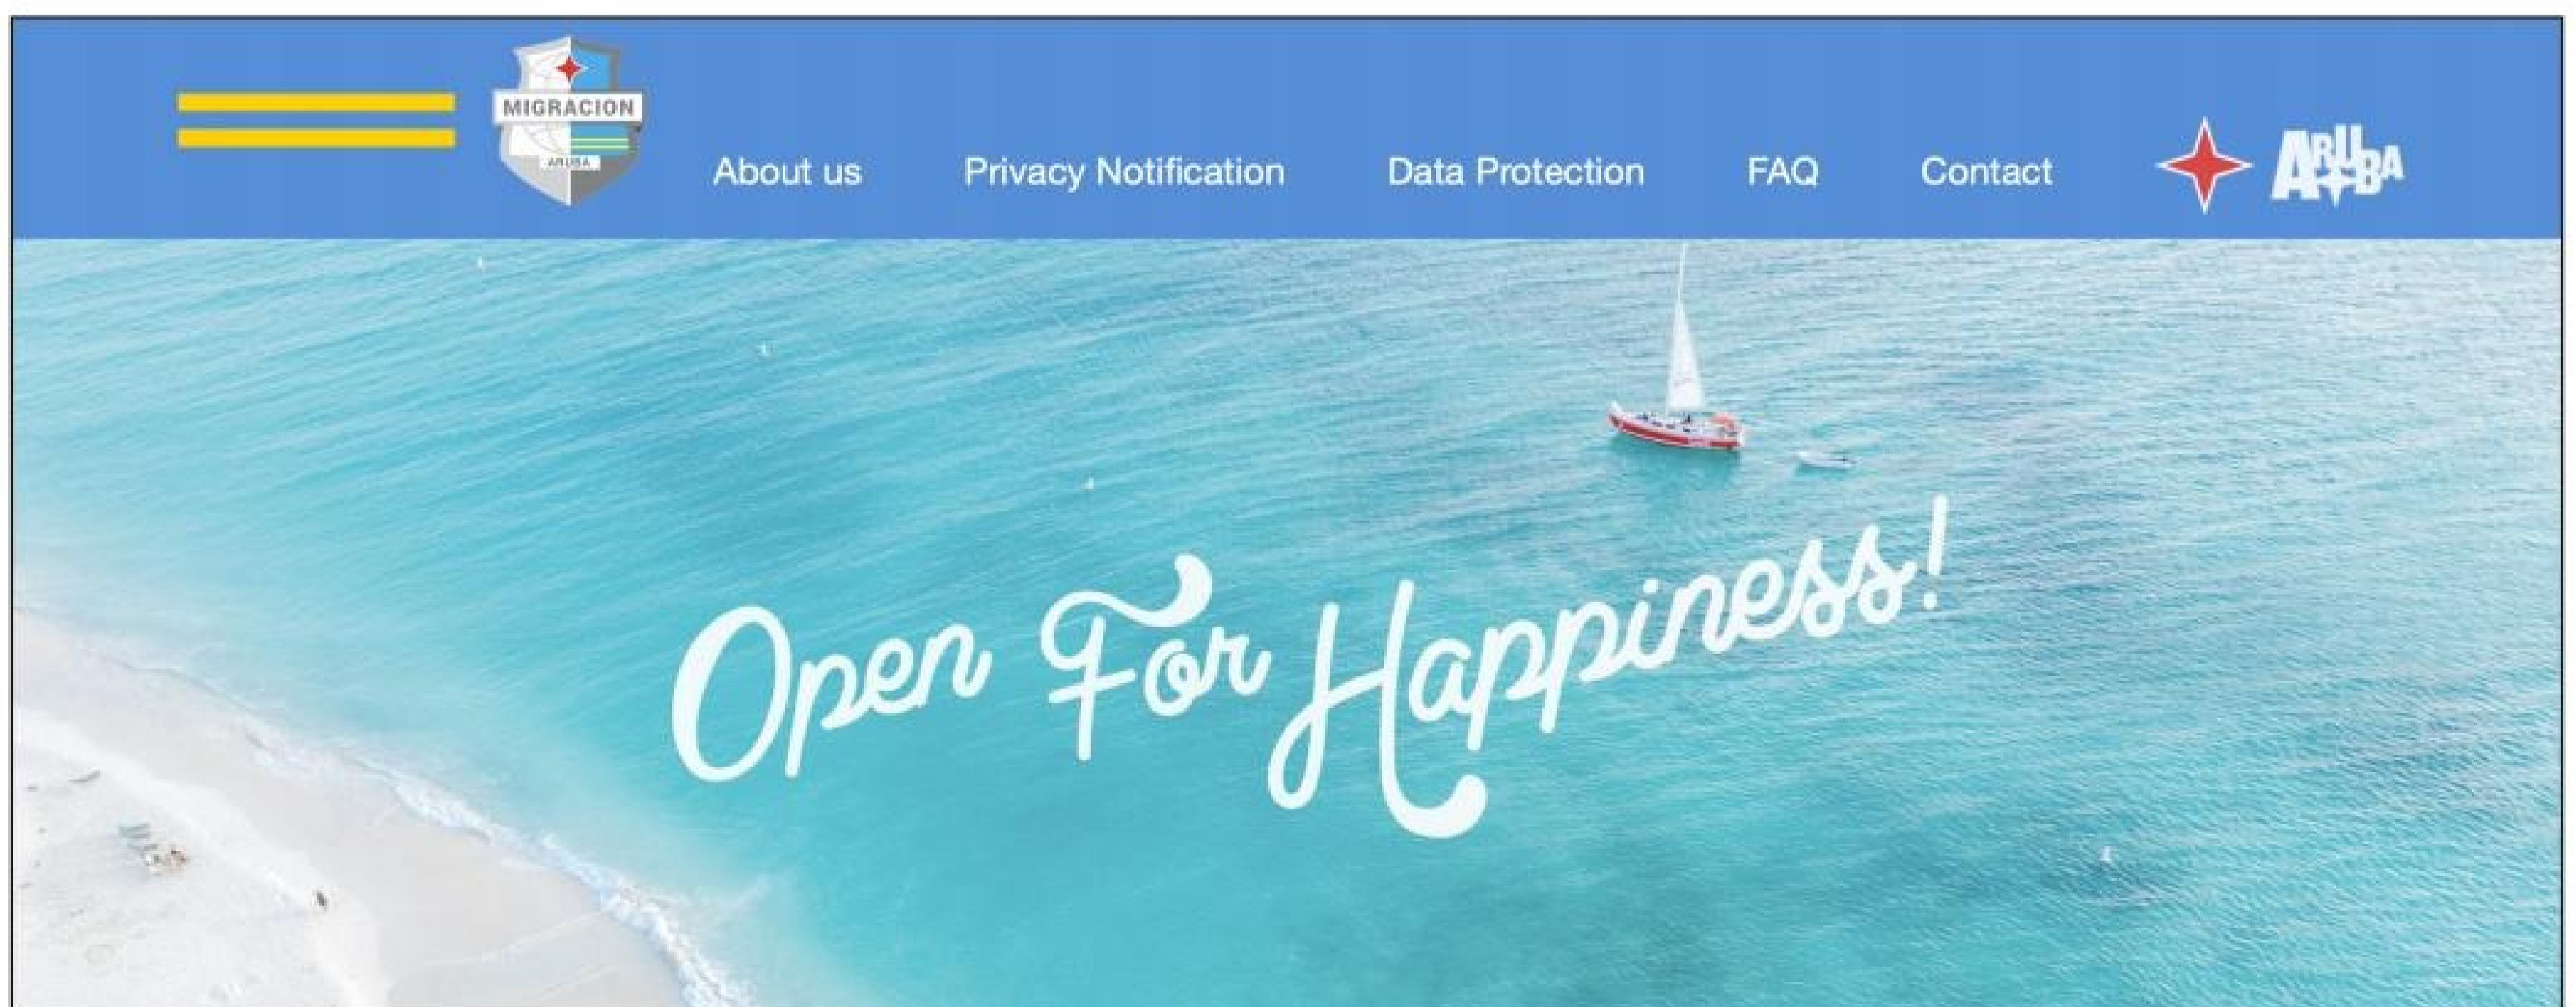 MIGRACION
ARUBA
About us Privacy Notification Data Protection FAQ Contact
ARUBA
Open For Happiness!